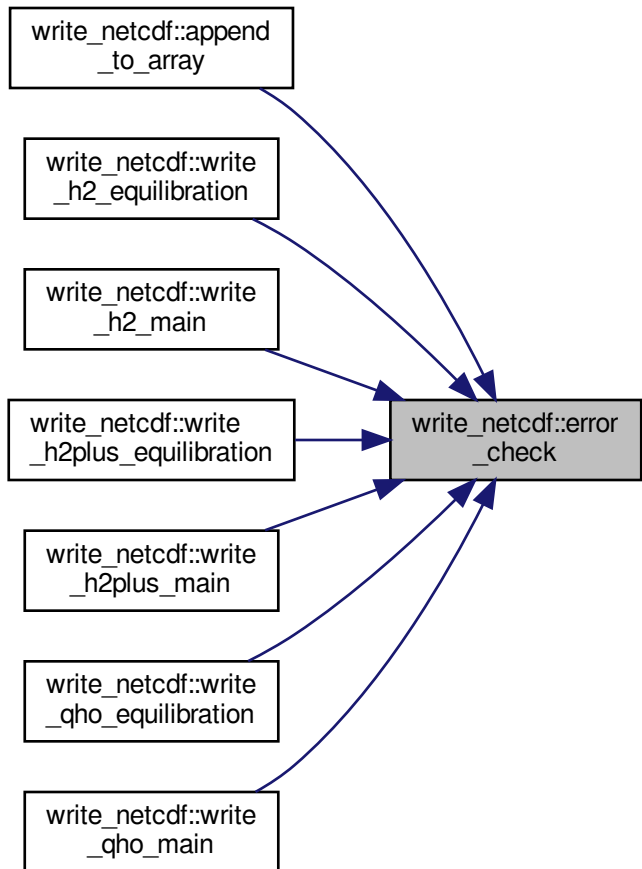 write_netcdf::append
_to_array
write_netcdf::write
_h2_equilibration
write_netcdf::write
_h2_main
write_netcdf::write
_h2plus_equilibration
write_netcdf::error
_check
write_netcdf::write
_h2plus_main
write_netcdf::write
_qho_equilibration
write_netcdf::write
_qho_main